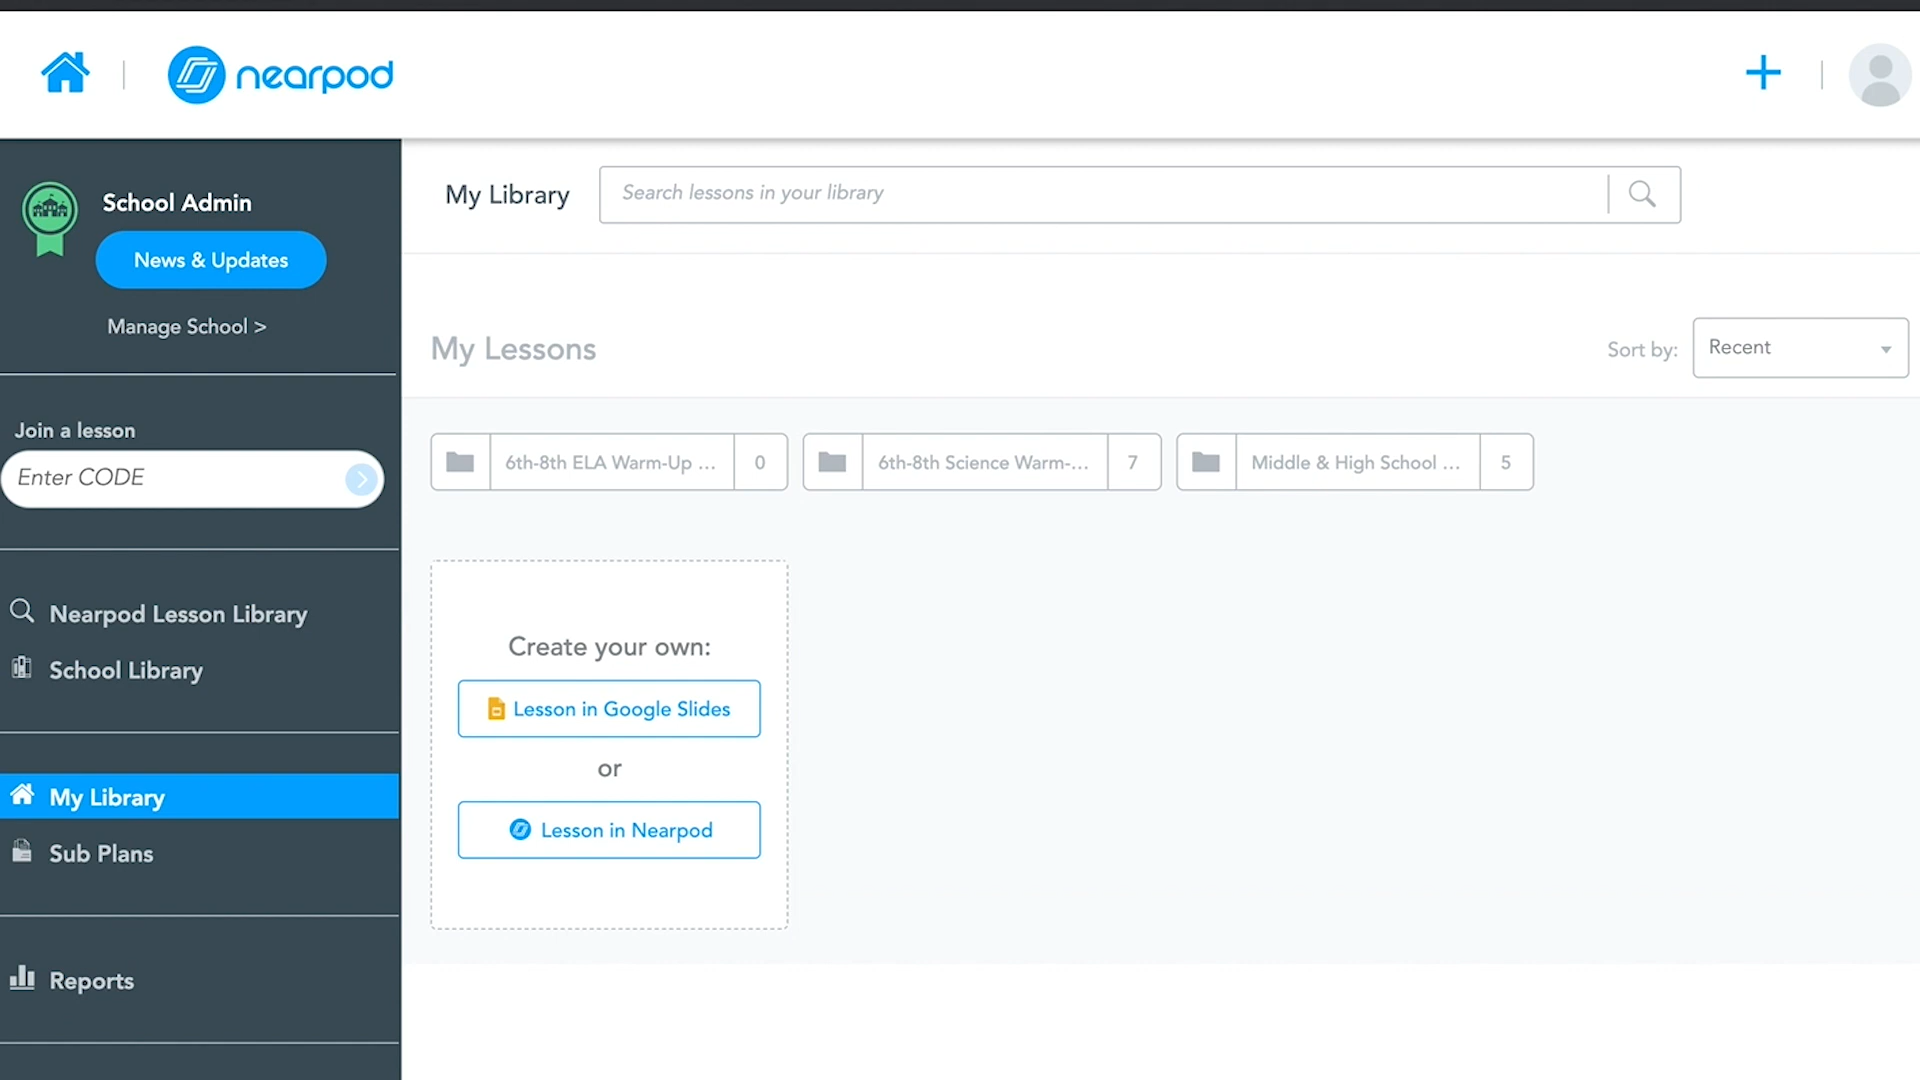 nearpod
School Admin
News & Updates
Manage School >
Join a lesson
Enter CODE
Nearpod Lesson Library
School Library
My Library
Sub Plans
Reports
My Library
Search lessons in your library
My Lessons
Sort by: Recent
6th-8th ELA Warm-Up ... 0
6th-8th Science Warm-... 7
Middle & High School ... 5
Create your own:
Lesson in Google Slides
or
Lesson in Nearpod